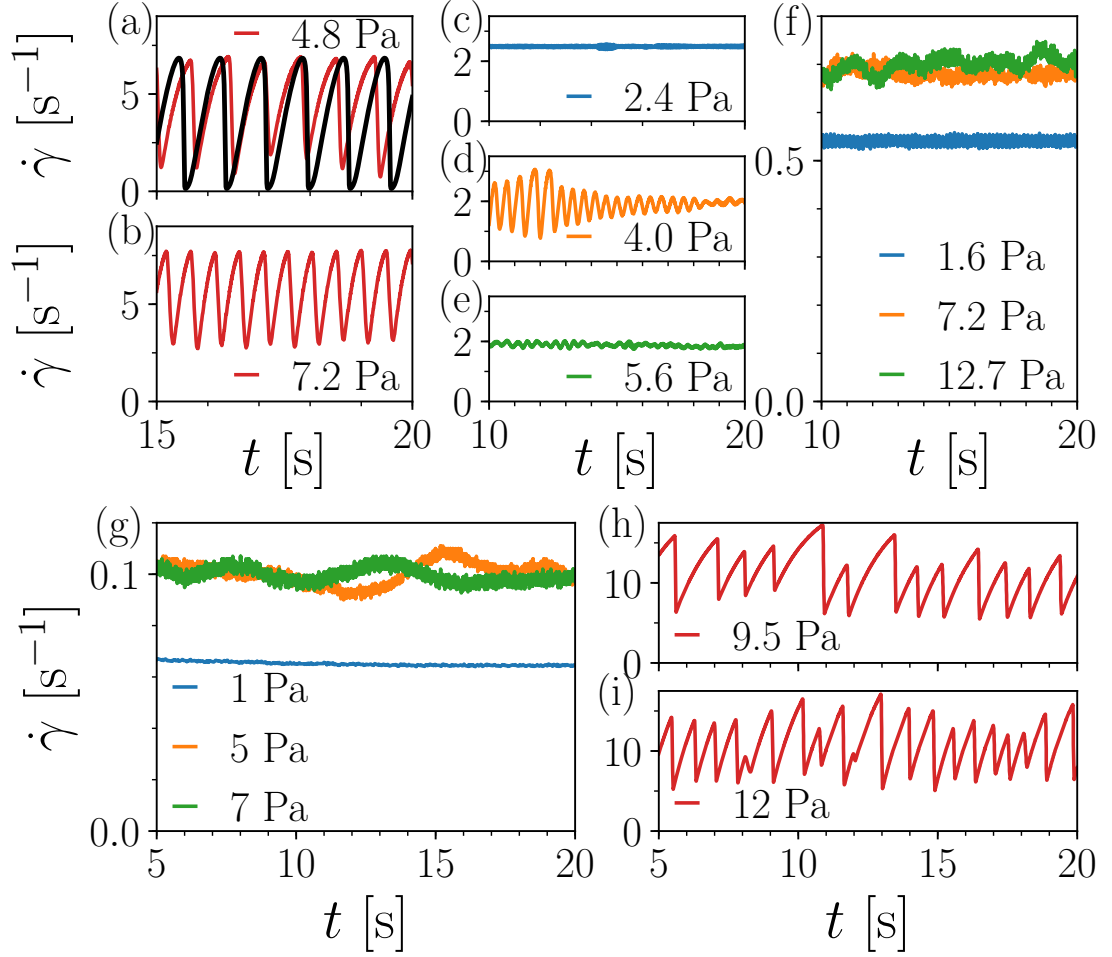 (a)
4.8 Pa
γ̇ [s⁻¹]
5
0
(b)
7.2 Pa
γ̇ [s⁻¹]
5
0
15
20
t [s]
(c)
2.4 Pa
2
0
(d)
4.0 Pa
2
0
(e)
5.6 Pa
2
0
10
20
t [s]
(f)
0.5
0.0
1.6 Pa
7.2 Pa
12.7 Pa
10
20
t [s]
(g)
γ̇ [s⁻¹]
0.1
0.0
1 Pa
5 Pa
7 Pa
5
10
15
20
t [s]
(h)
10
0
9.5 Pa
(i)
10
0
12 Pa
5
10
15
20
t [s]